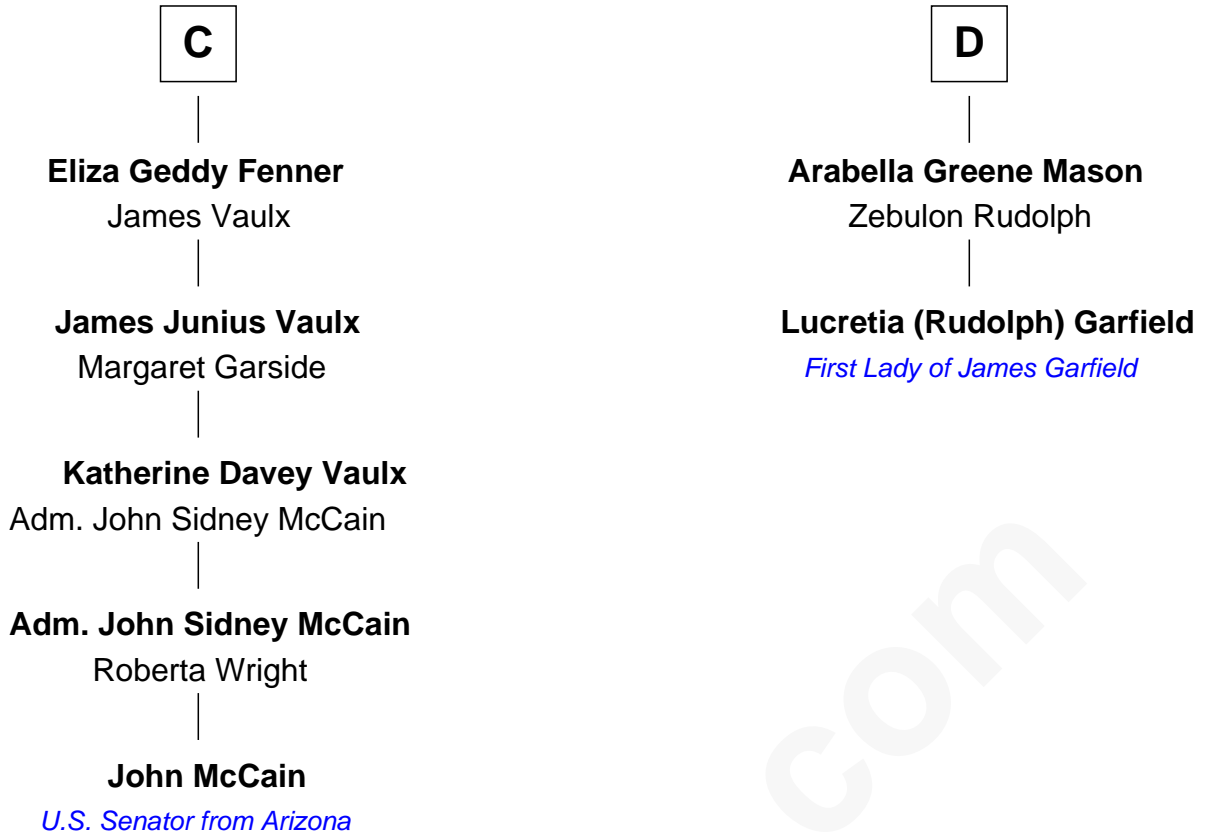 C
Eliza Geddy Fenner
James Vaulx
James Junius Vaulx
Margaret Garside
Katherine Davey Vaulx
Adm. John Sidney McCain
Adm. John Sidney McCain
Roberta Wright
John McCain
U.S. Senator from Arizona
D
Arabella Greene Mason
Zebulon Rudolph
Lucretia (Rudolph) Garfield
First Lady of James Garfield
com